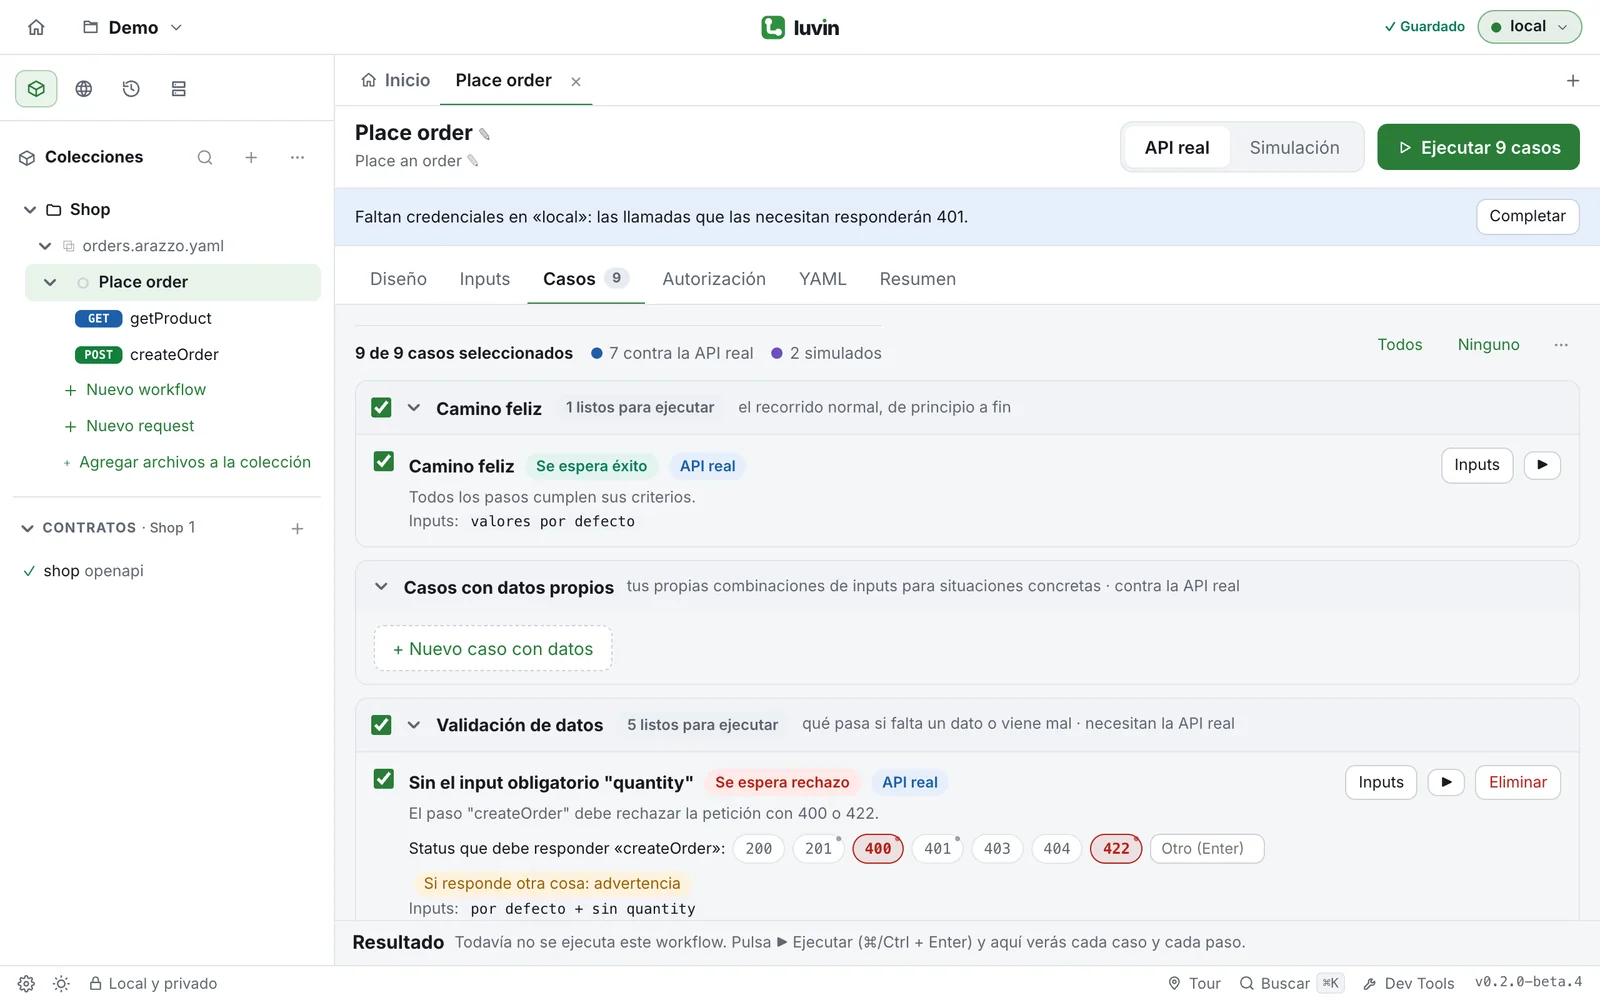 Demo
luvin
Guardado
local
Inicio
Place order
Colecciones
Shop
orders.arazzo.yaml
Place order
GET getProduct
POST createOrder
+ Nuevo workflow
+ Nuevo request
+ Agregar archivos a la colección
CONTRATOS · Shop 1
shop openapi
Place order
Place an order
API real
Simulación
Ejecutar 9 casos
Faltan credenciales en «local»: las llamadas que las necesitan responderán 401.
Completar
Diseño
Inputs
Casos 9
Autorización
YAML
Resumen
9 de 9 casos seleccionados
7 contra la API real
2 simulados
Todos
Ninguno
Camino feliz
1 listos para ejecutar
el recorrido normal, de principio a fin
Camino feliz
Se espera éxito
API real
Inputs
Todos los pasos cumplen sus criterios.
Inputs: valores por defecto
Casos con datos propios
tus propias combinaciones de inputs para situaciones concretas · contra la API real
+ Nuevo caso con datos
Validación de datos
5 listos para ejecutar
qué pasa si falta un dato o viene mal · necesitan la API real
Sin el input obligatorio "quantity"
Se espera rechazo
API real
Inputs
Eliminar
El paso "createOrder" debe rechazar la petición con 400 o 422.
Status que debe responder «createOrder»: 200 201 400 401 403 404 422 Otro (Enter)
Si responde otra cosa: advertencia
Inputs: por defecto + sin quantity
Resultado
Todavía no se ejecuta este workflow. Pulsa ▶ Ejecutar (⌘/Ctrl + Enter) y aquí verás cada caso y cada paso.
Local y privado
Tour
Buscar ⌘K
Dev Tools
v0.2.0-beta.4